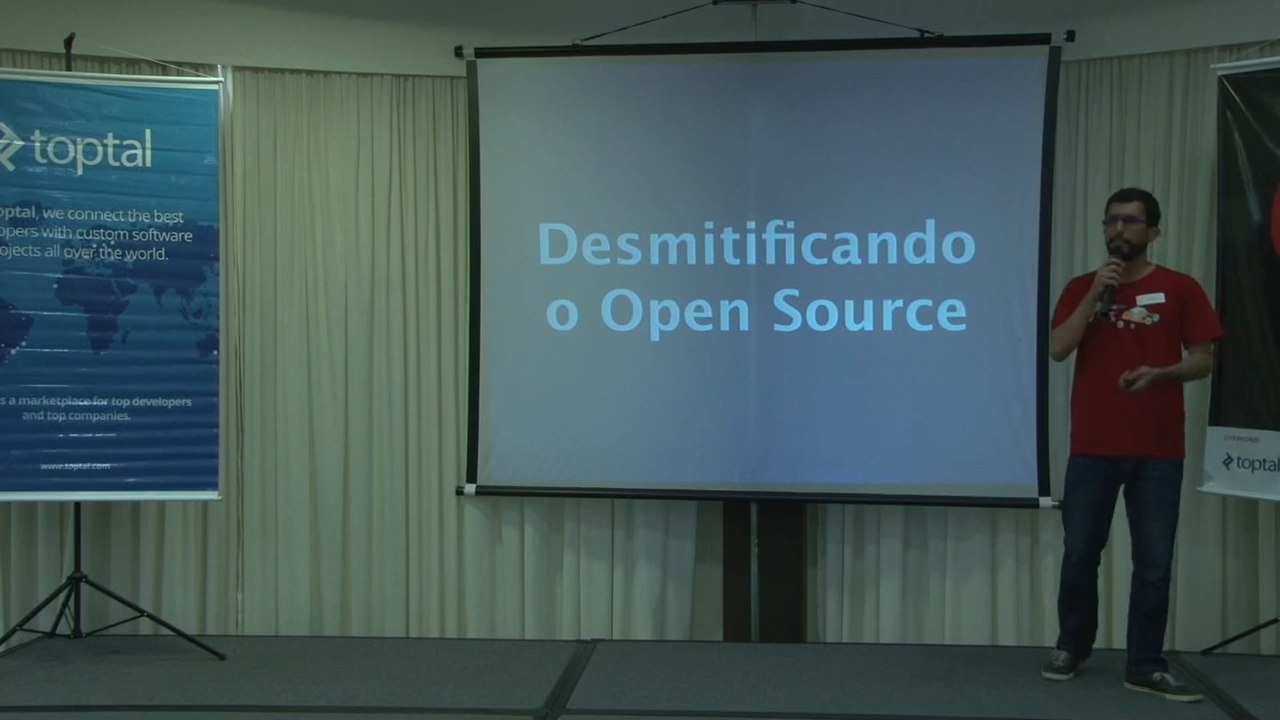 toptal
optal, we connect the best
opers with custom software
ojects all over the world.
s a marketplace for top developers
and top companies.
www.toptal.com
Desmitificando
o Open Source
toptal